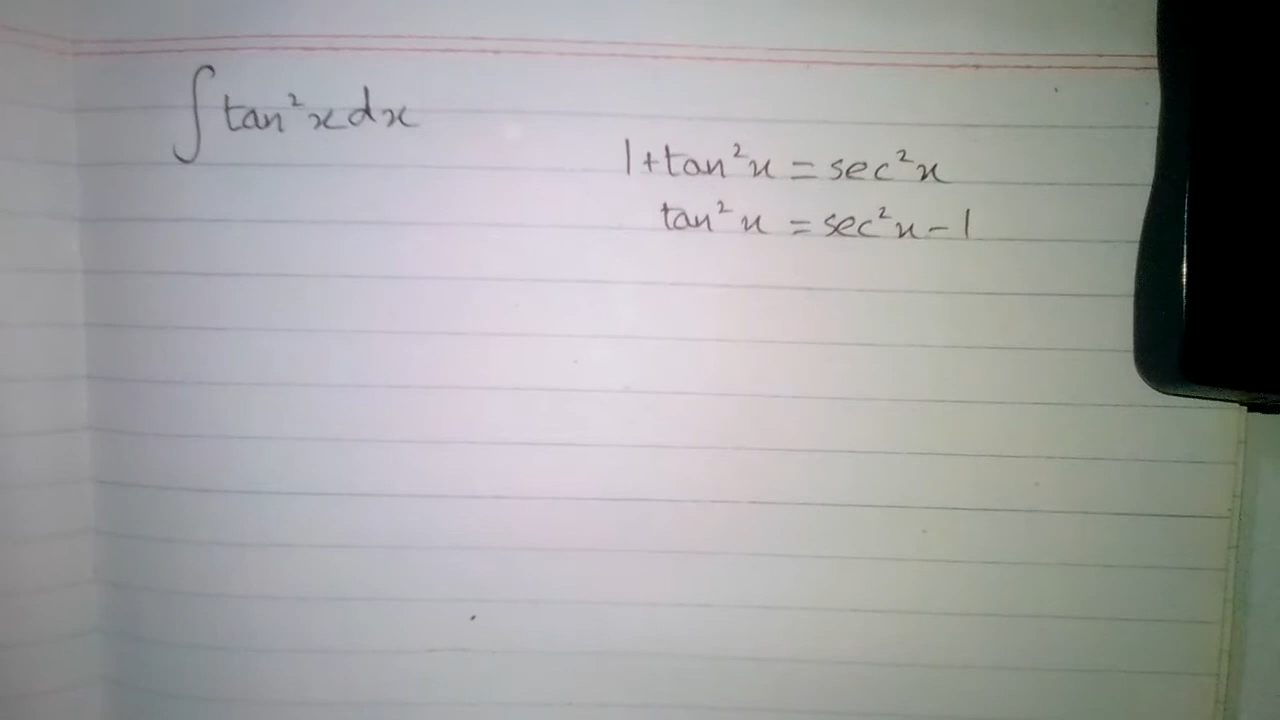 ∫tan²x dx
1+tan²x = sec²x
tan²x = sec²x-1